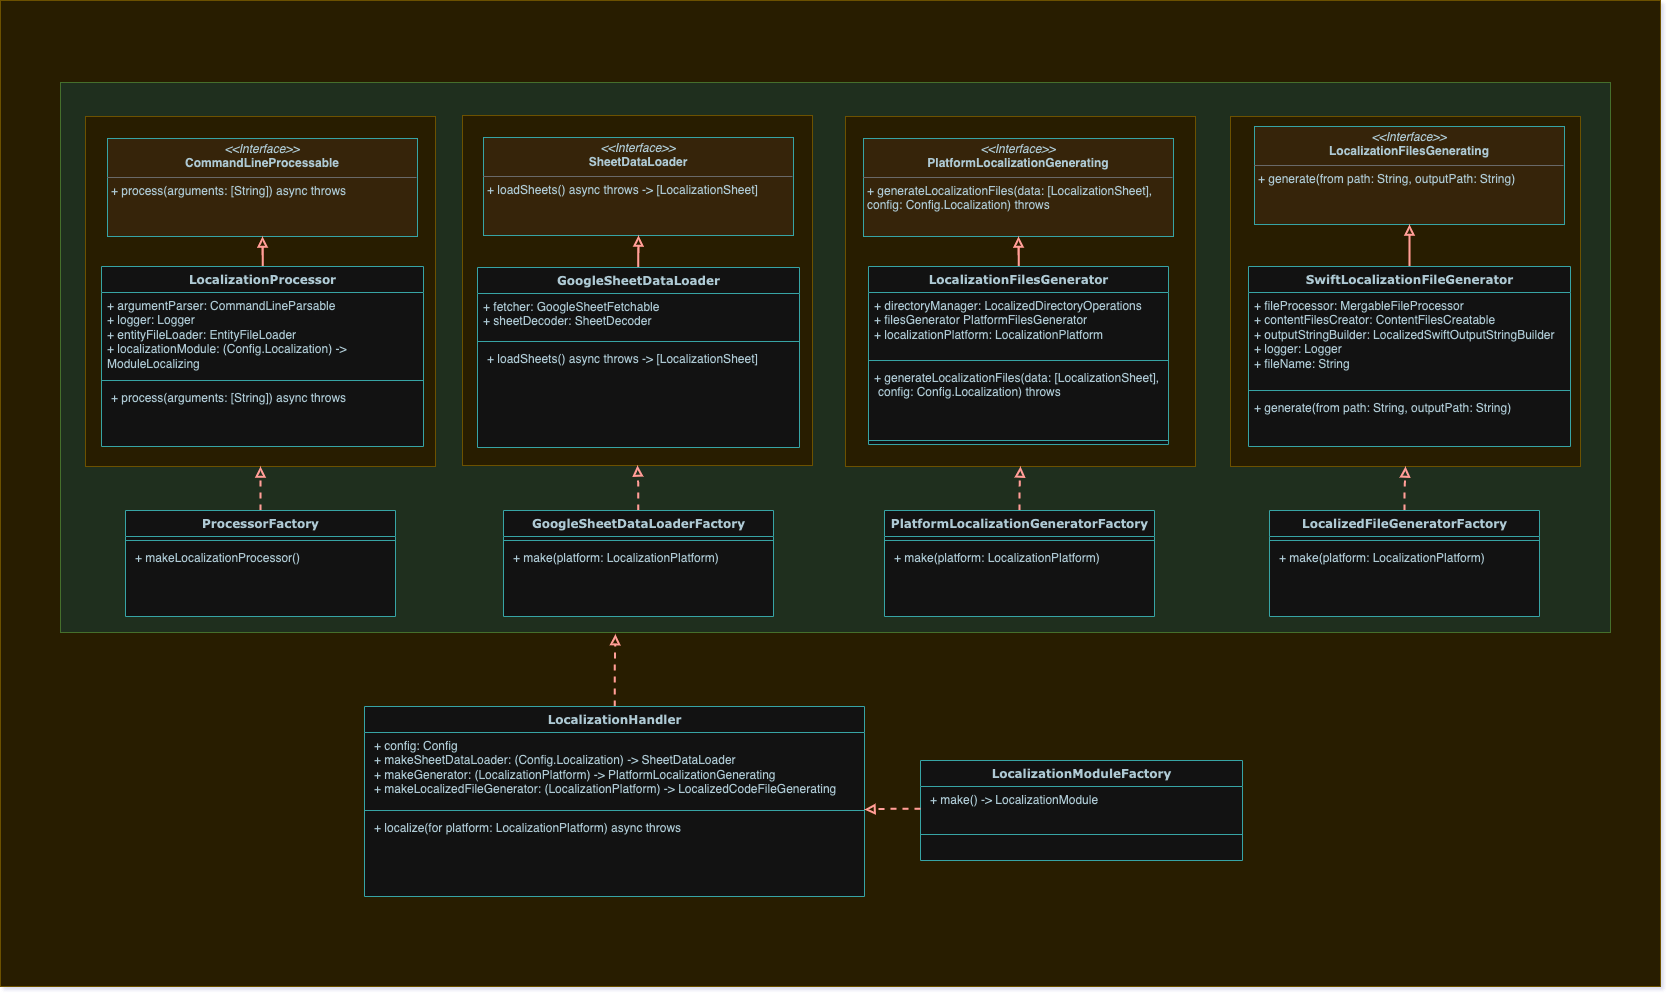 <<Interface>>
CommandLineProcessable
+ process(arguments: [String]) async throws
LocalizationProcessor
+ argumentParser: CommandLineParsable
+ logger: Logger
+ entityFileLoader: EntityFileLoader
+ localizationModule: (Config.Localization) ->
ModuleLocalizing
+ process(arguments: [String]) async throws
ProcessorFactory
+ makeLocalizationProcessor()
<<Interface>>
SheetDataLoader
+ loadSheets() async throws -> [LocalizationSheet]
GoogleSheetDataLoader
+ fetcher: GoogleSheetFetchable
+ sheetDecoder: SheetDecoder
+ loadSheets() async throws -> [LocalizationSheet]
GoogleSheetDataLoaderFactory
+ make(platform: LocalizationPlatform)
<<Interface>>
PlatformLocalizationGenerating
+ generateLocalizationFiles(data: [LocalizationSheet],
config: Config.Localization) throws
LocalizationFilesGenerator
+ directoryManager: LocalizedDirectoryOperations
+ filesGenerator PlatformFilesGenerator
+ localizationPlatform: LocalizationPlatform
+ generateLocalizationFiles(data: [LocalizationSheet],
config: Config.Localization) throws
PlatformLocalizationGeneratorFactory
+ make(platform: LocalizationPlatform)
<<Interface>>
LocalizationFilesGenerating
+ generate(from path: String, outputPath: String)
SwiftLocalizationFileGenerator
+ fileProcessor: MergableFileProcessor
+ contentFilesCreator: ContentFilesCreatable
+ outputStringBuilder: LocalizedSwiftOutputStringBuilder
+ logger: Logger
+ fileName: String
+ generate(from path: String, outputPath: String)
LocalizedFileGeneratorFactory
+ make(platform: LocalizationPlatform)
LocalizationHandler
+ config: Config
+ makeSheetDataLoader: (Config.Localization) -> SheetDataLoader
+ makeGenerator: (LocalizationPlatform) -> PlatformLocalizationGenerating
+ makeLocalizedFileGenerator: (LocalizationPlatform) -> LocalizedCodeFileGenerating
+ localize(for platform: LocalizationPlatform) async throws
LocalizationModuleFactory
+ make() -> LocalizationModule